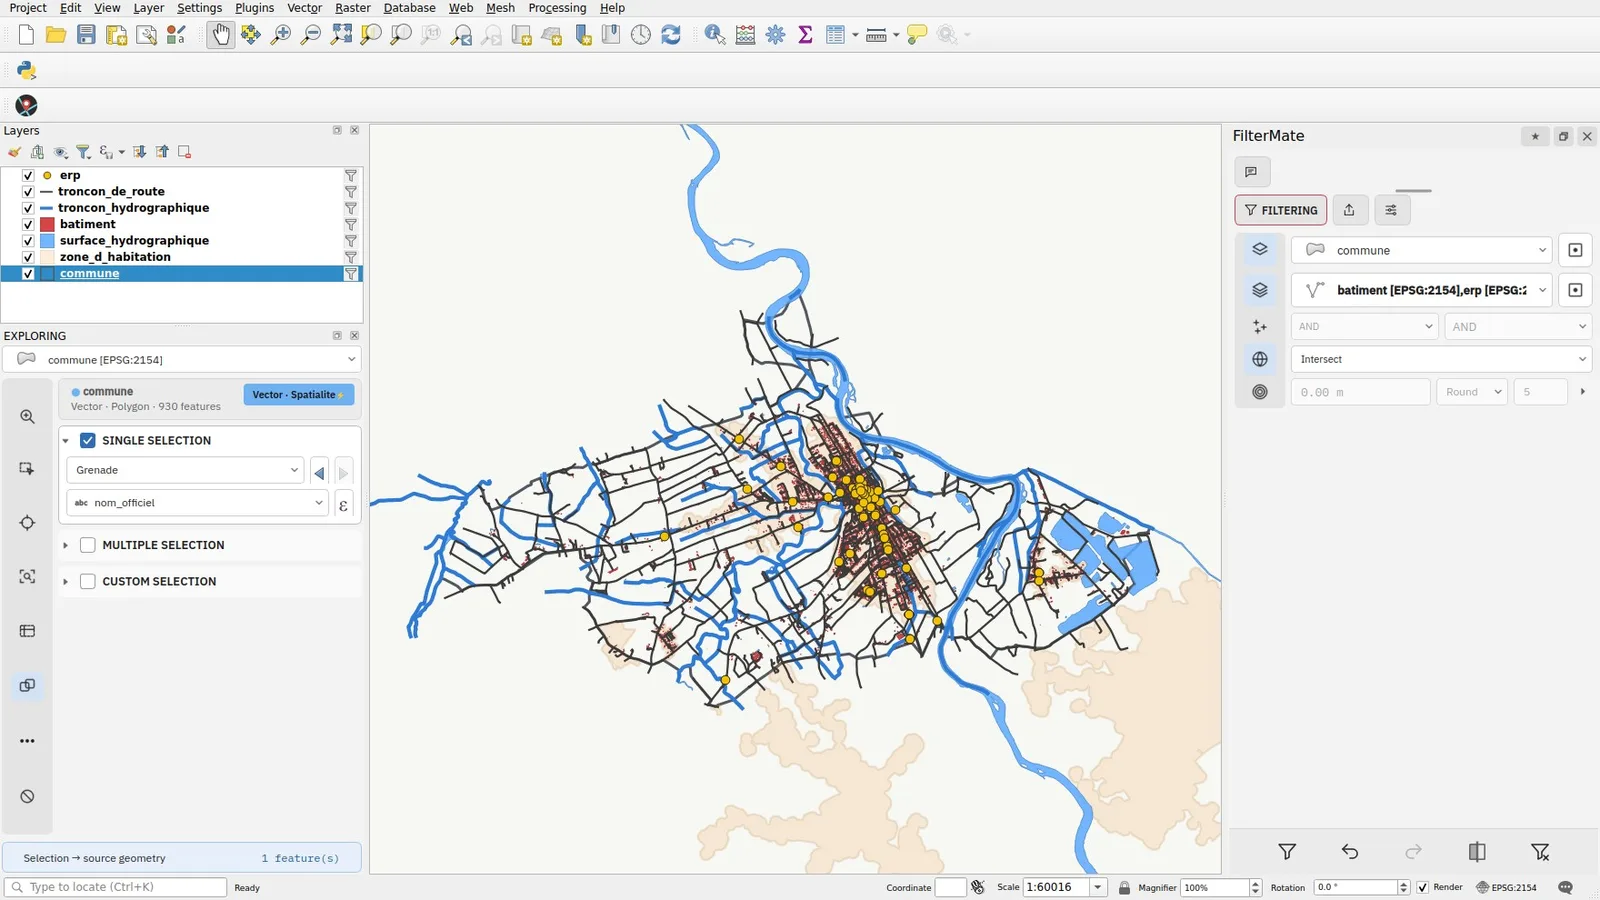 Project Edit View Layer Settings Plugins Vector Raster Database Web Mesh Processing Help
Layers
erp
troncon_de_route
troncon_hydrographique
batiment
surface_hydrographique
zone_d_habitation
commune
EXPLORING
commune [EPSG:2154]
commune
Vector · Polygon · 930 features
Vector · Spatialite⚡
SINGLE SELECTION
Grenade
abc nom_officiel
ε
MULTIPLE SELECTION
CUSTOM SELECTION
Selection → source geometry 1 feature(s)
FilterMate
FILTERING
commune
batiment [EPSG:2154],erp [EPSG:2
AND AND
Intersect
0.00 m Round 5
Type to locate (Ctrl+K) Ready Coordinate Scale 1:60016 Magnifier 100% Rotation 0.0 ° Render EPSG:2154